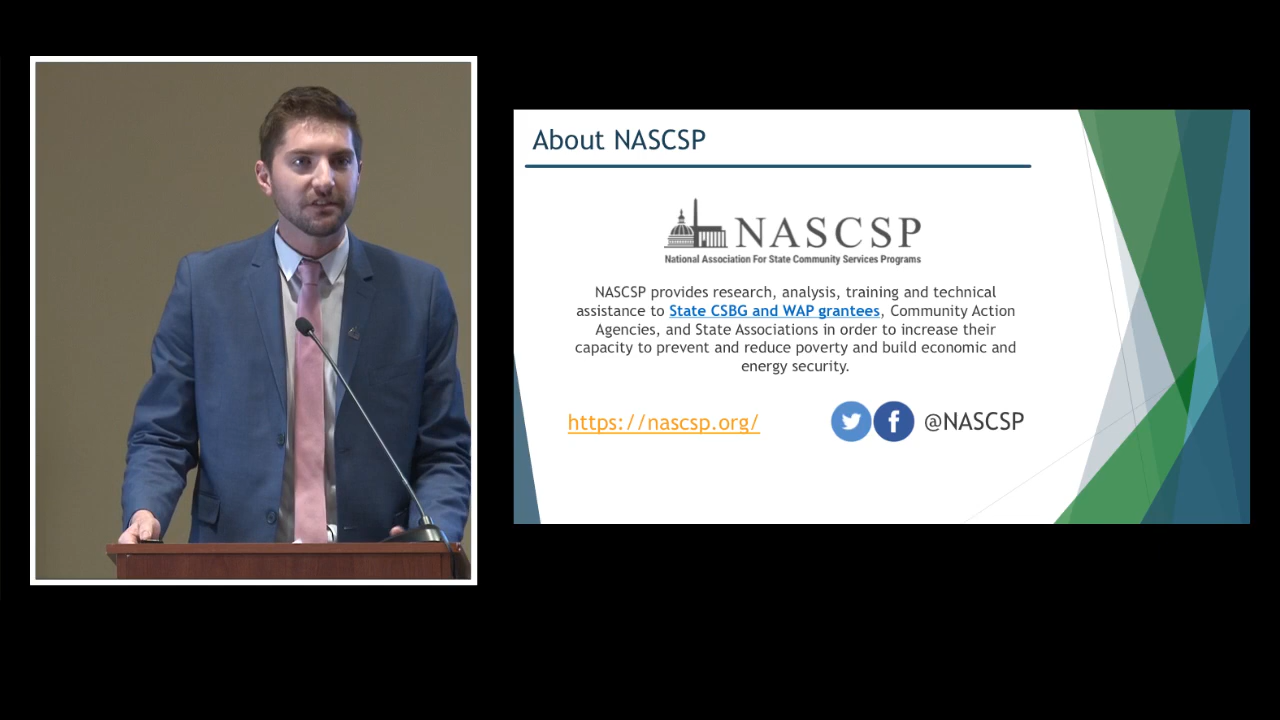 About NASCSP
NASCSP
National Association For State Community Services Programs
NASCSP provides research, analysis, training and technical
assistance to State CSBG and WAP grantees, Community Action
Agencies, and State Associations in order to increase their
capacity to prevent and reduce poverty and build economic and
energy security.
https://nascsp.org/
@NASCSP